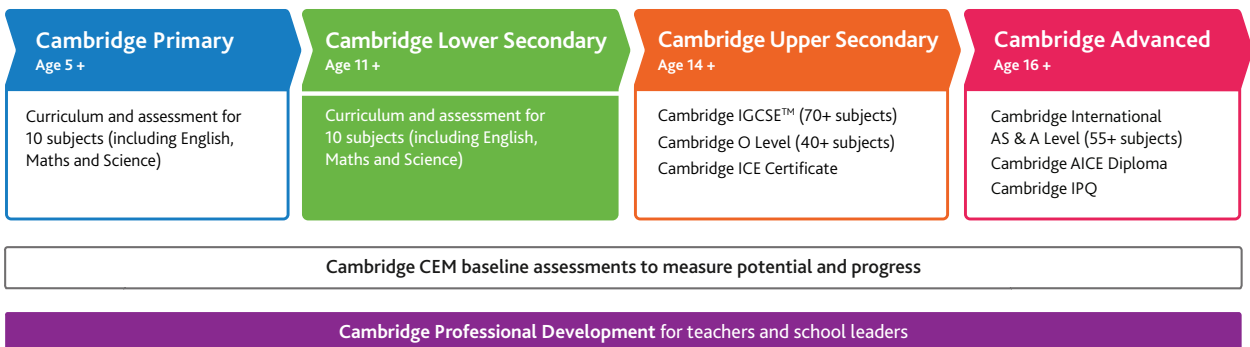 Cambridge Primary
Age 5 +
Curriculum and assessment for
10 subjects (including English,
Maths and Science)
Cambridge Lower Secondary
Age 11 +
Curriculum and assessment for
10 subjects (including English,
Maths and Science)
Cambridge Upper Secondary
Age 14 +
Cambridge IGCSE™ (70+ subjects)
Cambridge O Level (40+ subjects)
Cambridge ICE Certificate
Cambridge Advanced
Age 16 +
Cambridge International
AS & A Level (55+ subjects)
Cambridge AICE Diploma
Cambridge IPQ
Cambridge CEM baseline assessments to measure potential and progress
Cambridge Professional Development for teachers and school leaders